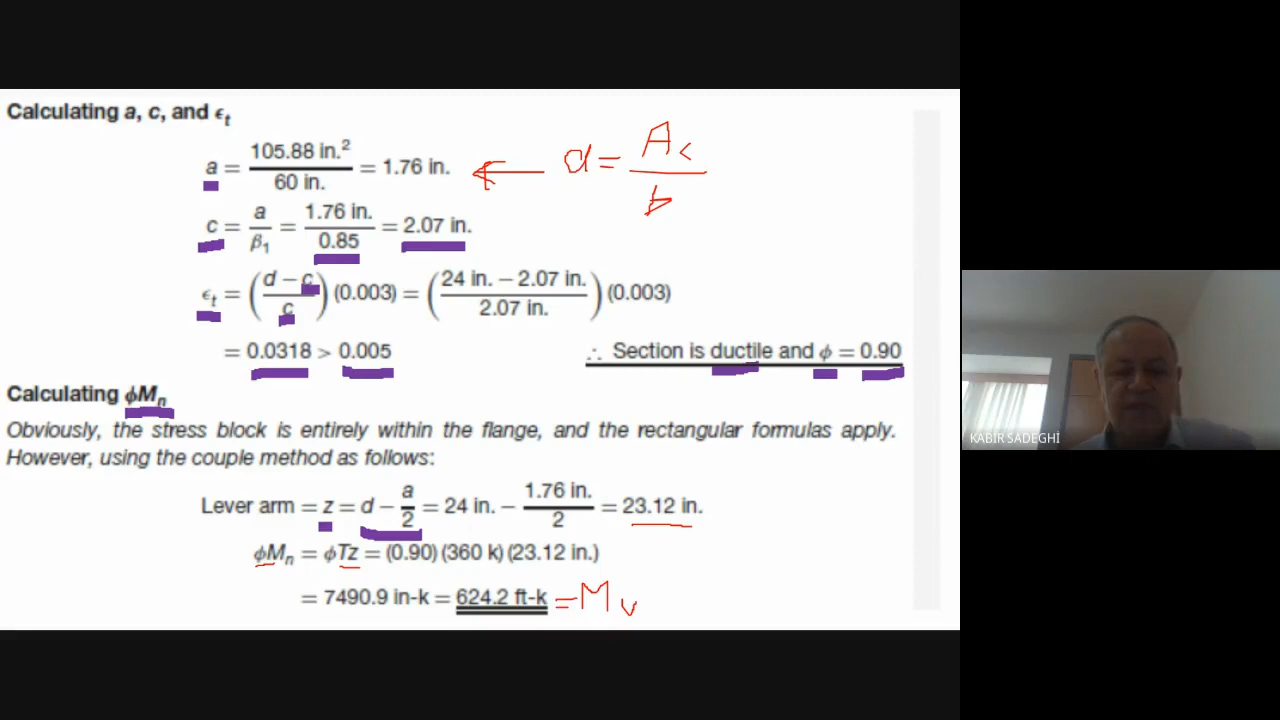 Calculating a, c, and ϵt
a = 105.88 in.² / 60 in. = 1.76 in.
a = Ac / b
c = a / β1 = 1.76 in. / 0.85 = 2.07 in.
ϵt = ((d − c) / c) (0.003) = ((24 in. − 2.07 in.) / 2.07 in.) (0.003)
= 0.0318 > 0.005 ∴ Section is ductile and ϕ = 0.90
Calculating ϕMn
Obviously, the stress block is entirely within the flange, and the rectangular formulas apply.
However, using the couple method as follows:
Lever arm = z = d − a / 2 = 24 in. − 1.76 in. / 2 = 23.12 in.
ϕMn = ϕTz = (0.90) (360 k) (23.12 in.)
= 7490.9 in-k = 624.2 ft-k = Mu
KABIR SADEGHİ